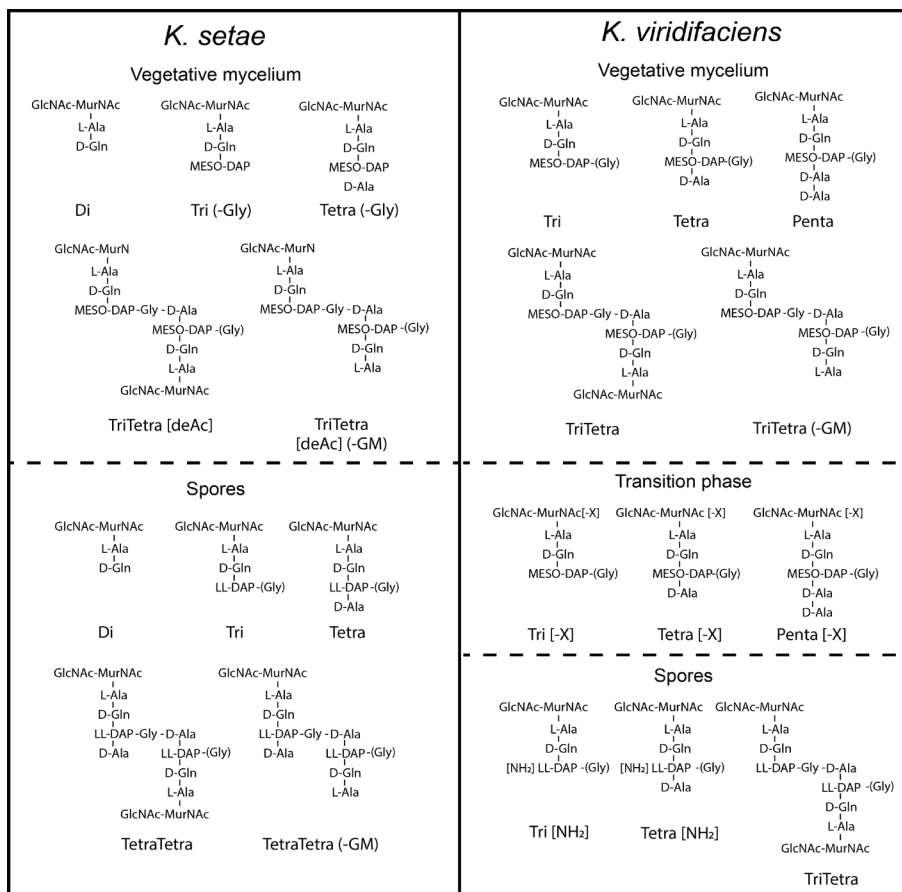 K. setae
Vegetative mycelium
GlcNAc-MurNAc
L-Ala
D-Gln
Di
GlcNAc-MurNAc
L-Ala
D-Gln
MESO-DAP
Tri (-Gly)
GlcNAc-MurNAc
L-Ala
D-Gln
MESO-DAP
D-Ala
Tetra (-Gly)
GlcNAc-MurN
L-Ala
D-Gln
MESO-DAP-Gly - D-Ala
MESO-DAP -(Gly)
D-Gln
L-Ala
GlcNAc-MurNAc
TriTetra [deAc]
GlcNAc-MurN
L-Ala
D-Gln
MESO-DAP-Gly - D-Ala
MESO-DAP -(Gly)
D-Gln
L-Ala
TriTetra
[deAc] (-GM)
Spores
GlcNAc-MurNAc
L-Ala
D-Gln
Di
GlcNAc-MurNAc
L-Ala
D-Gln
LL-DAP-(Gly)
Tri
GlcNAc-MurNAc
L-Ala
D-Gln
LL-DAP-(Gly)
D-Ala
Tetra
GlcNAc-MurNAc
L-Ala
D-Gln
LL-DAP-Gly - D-Ala
D-Ala
LL-DAP-(Gly)
D-Gln
L-Ala
GlcNAc-MurNAc
TetraTetra
GlcNAc-MurNAc
L-Ala
D-Gln
LL-DAP-Gly - D-Ala
D-Ala
LL-DAP-(Gly)
D-Gln
L-Ala
TetraTetra (-GM)
K. viridifaciens
Vegetative mycelium
GlcNAc-MurNAc
L-Ala
D-Gln
MESO-DAP-(Gly)
Tri
GlcNAc-MurNAc
L-Ala
D-Gln
MESO-DAP-(Gly)
D-Ala
Tetra
GlcNAc-MurNAc
L-Ala
D-Gln
MESO-DAP-(Gly)
D-Ala
D-Ala
Penta
GlcNAc-MurNAc
L-Ala
D-Gln
MESO-DAP-Gly - D-Ala
MESO-DAP -(Gly)
D-Gln
L-Ala
GlcNAc-MurNAc
TriTetra
GlcNAc-MurNAc
L-Ala
D-Gln
MESO-DAP-Gly - D-Ala
MESO-DAP -(Gly)
D-Gln
L-Ala
TriTetra (-GM)
Transition phase
GlcNAc-MurNAc[-X]
L-Ala
D-Gln
MESO-DAP-(Gly)
Tri [-X]
GlcNAc-MurNAc [-X]
L-Ala
D-Gln
MESO-DAP-(Gly)
D-Ala
Tetra [-X]
GlcNAc-MurNAc [-X]
L-Ala
D-Gln
MESO-DAP-(Gly)
D-Ala
D-Ala
Penta [-X]
Spores
GlcNAc-MurNAc
L-Ala
D-Gln
[NH₂] LL-DAP -(Gly)
Tri [NH₂]
GlcNAc-MurNAc
L-Ala
D-Gln
[NH₂] LL-DAP -(Gly)
D-Ala
Tetra [NH₂]
GlcNAc-MurNAc
L-Ala
D-Gln
LL-DAP-Gly - D-Ala
LL-DAP -(Gly)
D-Gln
L-Ala
GlcNAc-MurNAc
TriTetra